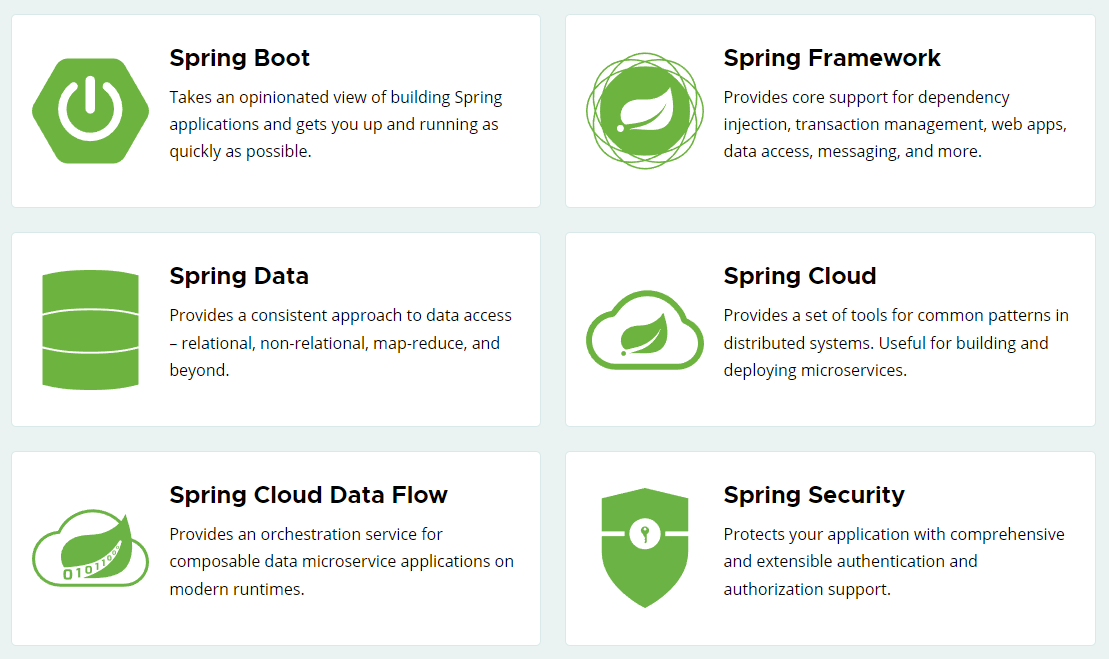 Spring Boot
Takes an opinionated view of building Spring
applications and gets you up and running as
quickly as possible.
Spring Framework
Provides core support for dependency
injection, transaction management, web apps,
data access, messaging, and more.
Spring Data
Provides a consistent approach to data access
– relational, non-relational, map-reduce, and
beyond.
Spring Cloud
Provides a set of tools for common patterns in
distributed systems. Useful for building and
deploying microservices.
Spring Cloud Data Flow
Provides an orchestration service for
composable data microservice applications on
modern runtimes.
0101100
Spring Security
Protects your application with comprehensive
and extensible authentication and
authorization support.